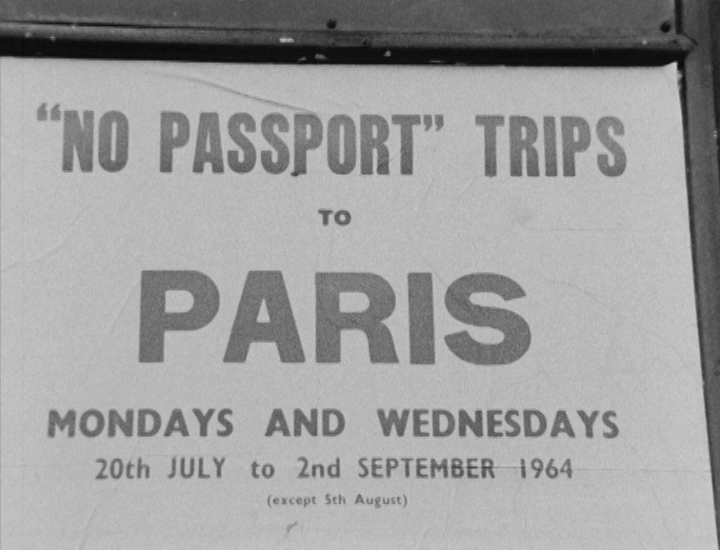 “NO PASSPORT” TRIPS
TO
PARIS
MONDAYS AND WEDNESDAYS
20th JULY to 2nd SEPTEMBER 1964
(except 5th August)